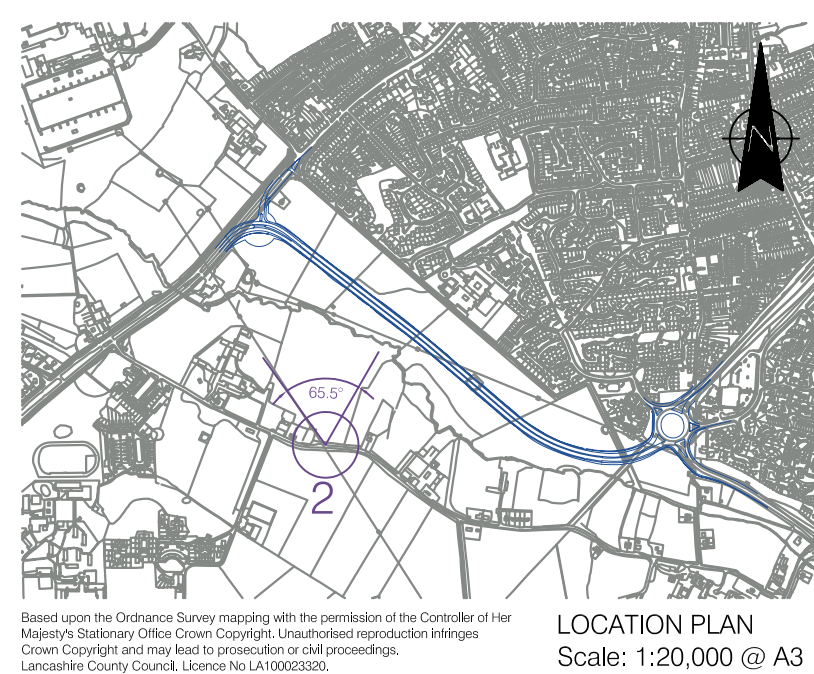 N
65.5°
2
Based upon the Ordnance Survey mapping with the permission of the Controller of Her
Majesty's Stationary Office Crown Copyright. Unauthorised reproduction infringes
Crown Copyright and may lead to prosecution or civil proceedings.
Lancashire County Council. Licence No LA100023320.
LOCATION PLAN
Scale: 1:20,000 @ A3